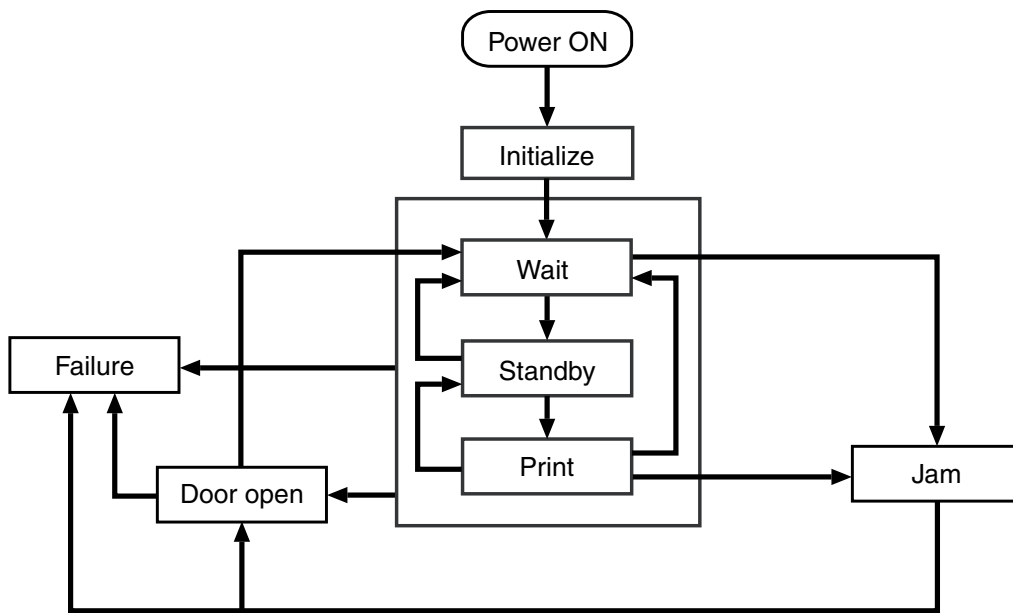 Power ON
Initialize
Wait
Failure
Standby
Print
Door open
Jam